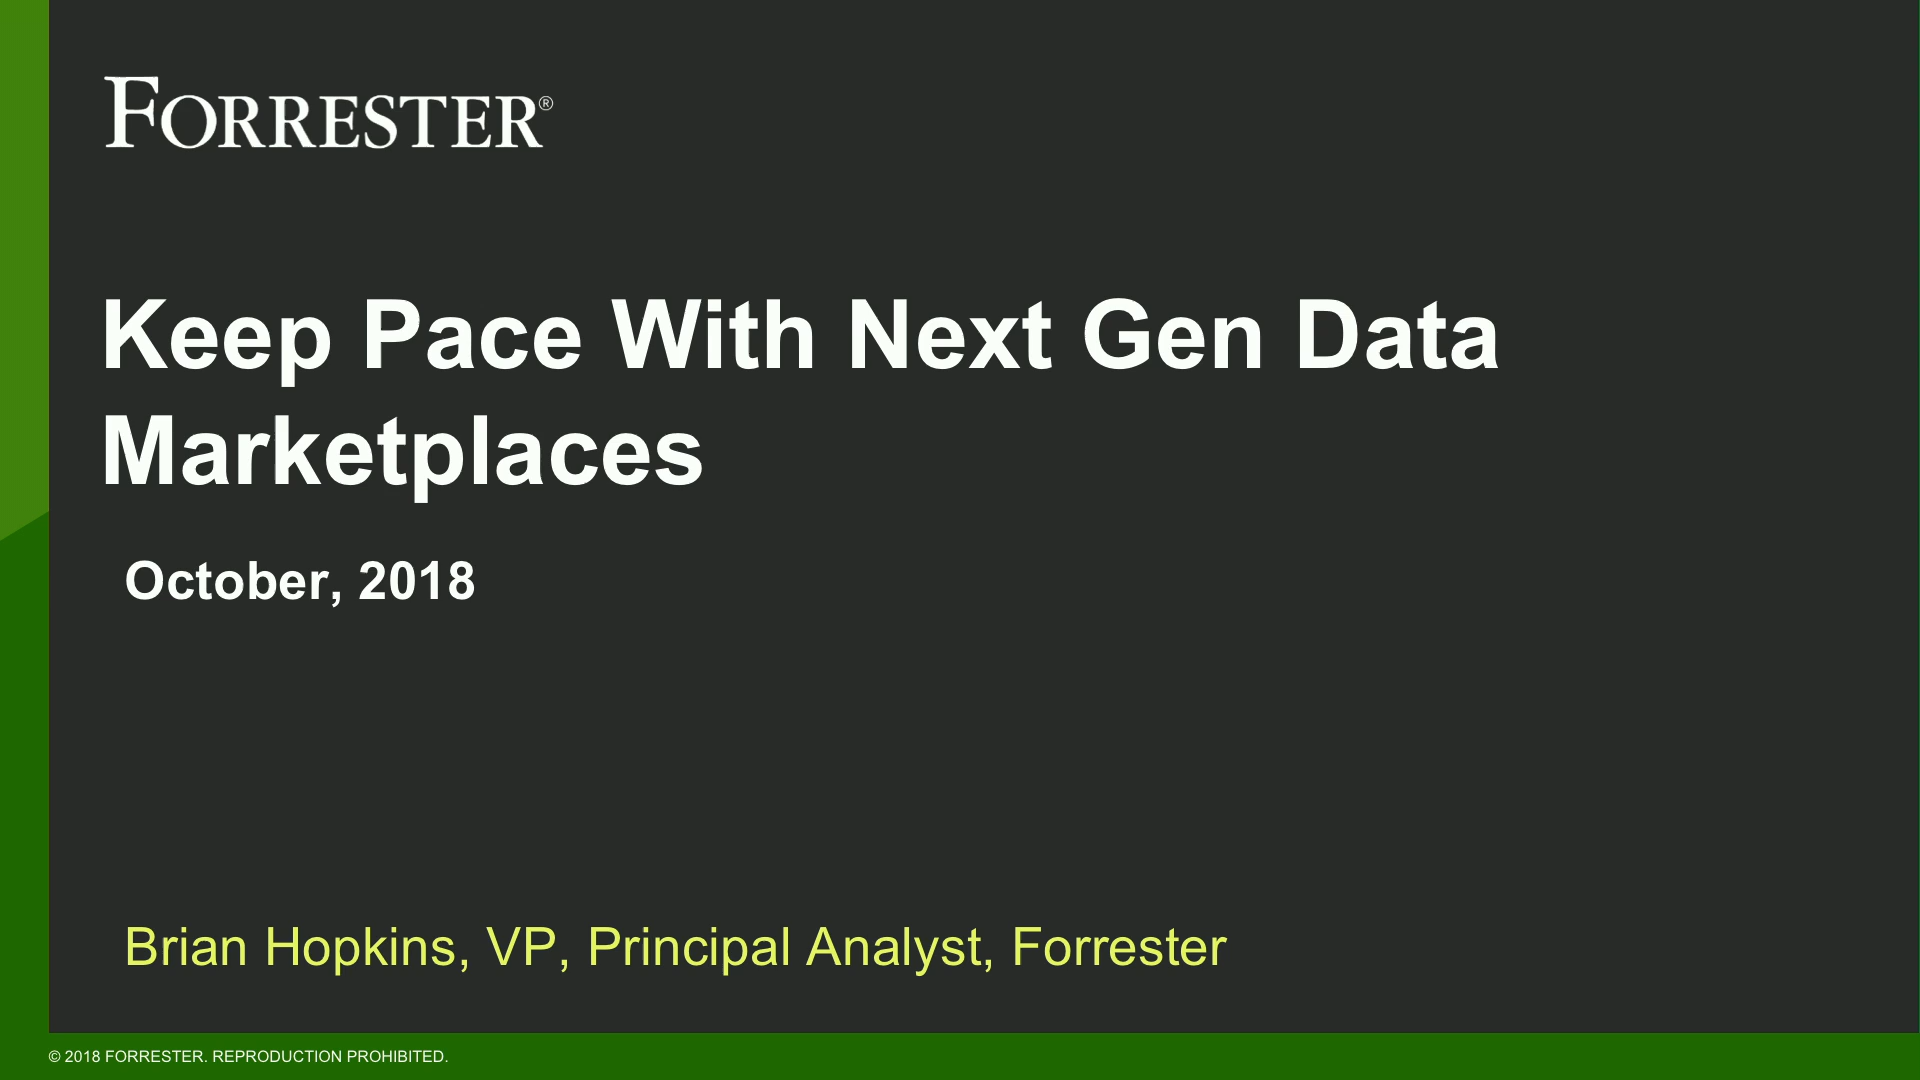 FORRESTER®
Keep Pace With Next Gen Data
Marketplaces
October, 2018
Brian Hopkins, VP, Principal Analyst, Forrester
© 2018 FORRESTER. REPRODUCTION PROHIBITED.